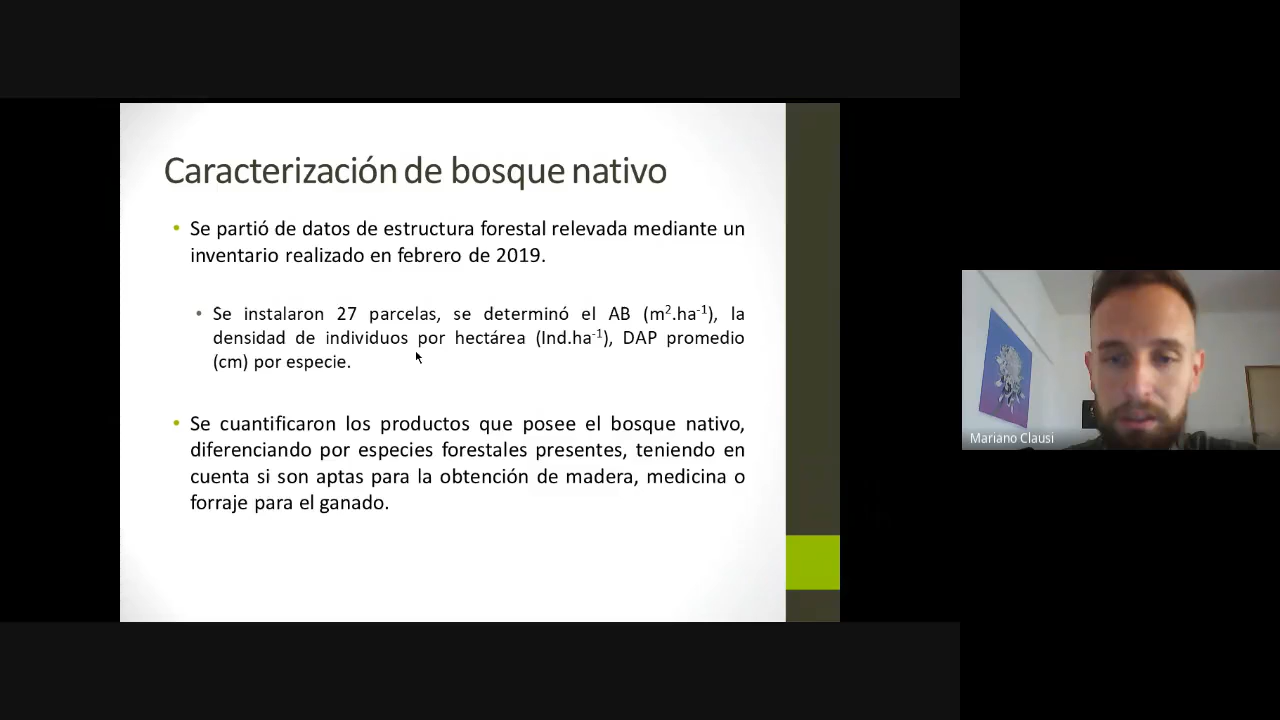 Caracterización de bosque nativo
• Se partió de datos de estructura forestal relevada mediante un
inventario realizado en febrero de 2019.
• Se instalaron 27 parcelas, se determinó el AB (m².ha⁻¹), la
densidad de individuos por hectárea (Ind.ha⁻¹), DAP promedio
(cm) por especie.
• Se cuantificaron los productos que posee el bosque nativo,
diferenciando por especies forestales presentes, teniendo en
cuenta si son aptas para la obtención de madera, medicina o
forraje para el ganado.
Mariano Clausi